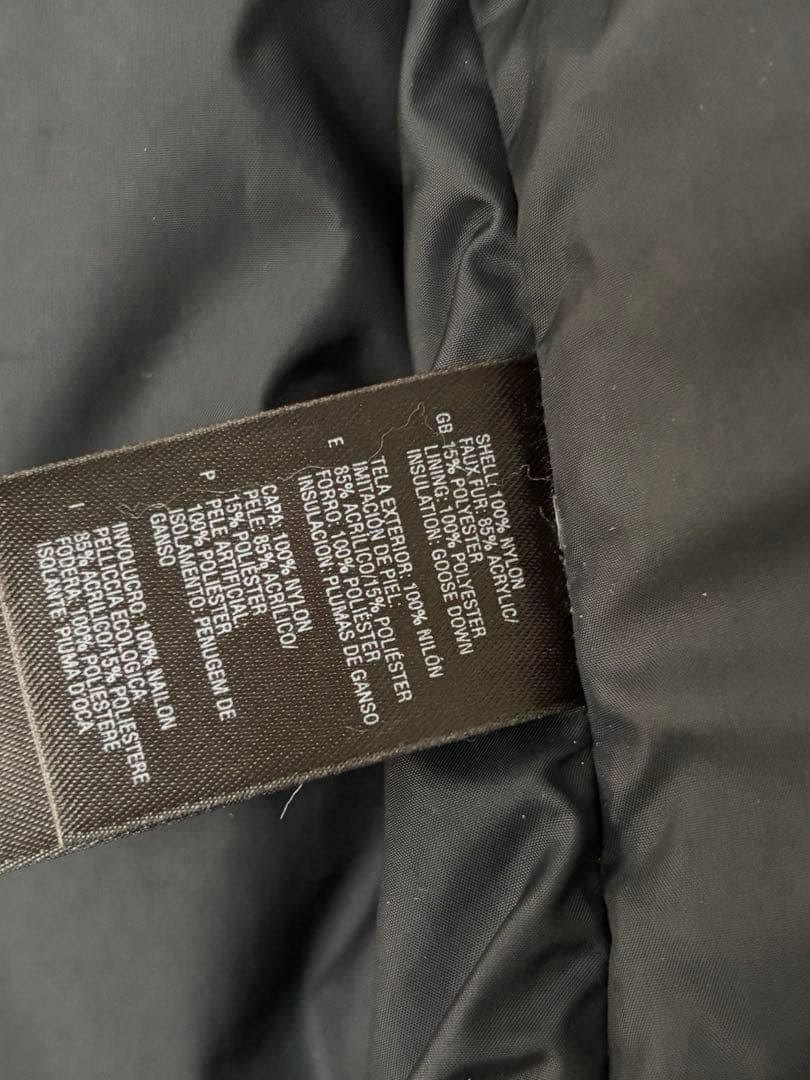 SHELL: 100% NYLON
FAUX FUR: 85% ACRYLIC/
GB 15% POLYESTER
LINING: 100% POLYESTER
INSULATION: GOOSE DOWN
TELA EXTERIOR: 100% NILÓN
IMITACIÓN DE PIEL:
E 85% ACRÍLICO/15% POLIÉSTER
FORRO: 100% POLIÉSTER
INSULACIÓN: PLUMAS DE GANSO
CAPA: 100% NYLON
PELE: 85% ACRÍLICO/
15% POLIÉSTER
P PELE ARTIFICIAL
100% POLIÉSTER
ISOLAMENTO: PENUGEM DE
GANSO
INVOLUCRO: 100% NAILON
PELLICCIA ECOLOGICA
I 85% ACRILICO/15% POLIESTERE
FODERA: 100% POLIESTERE
ISOLANTE: PIUMA D'OCA